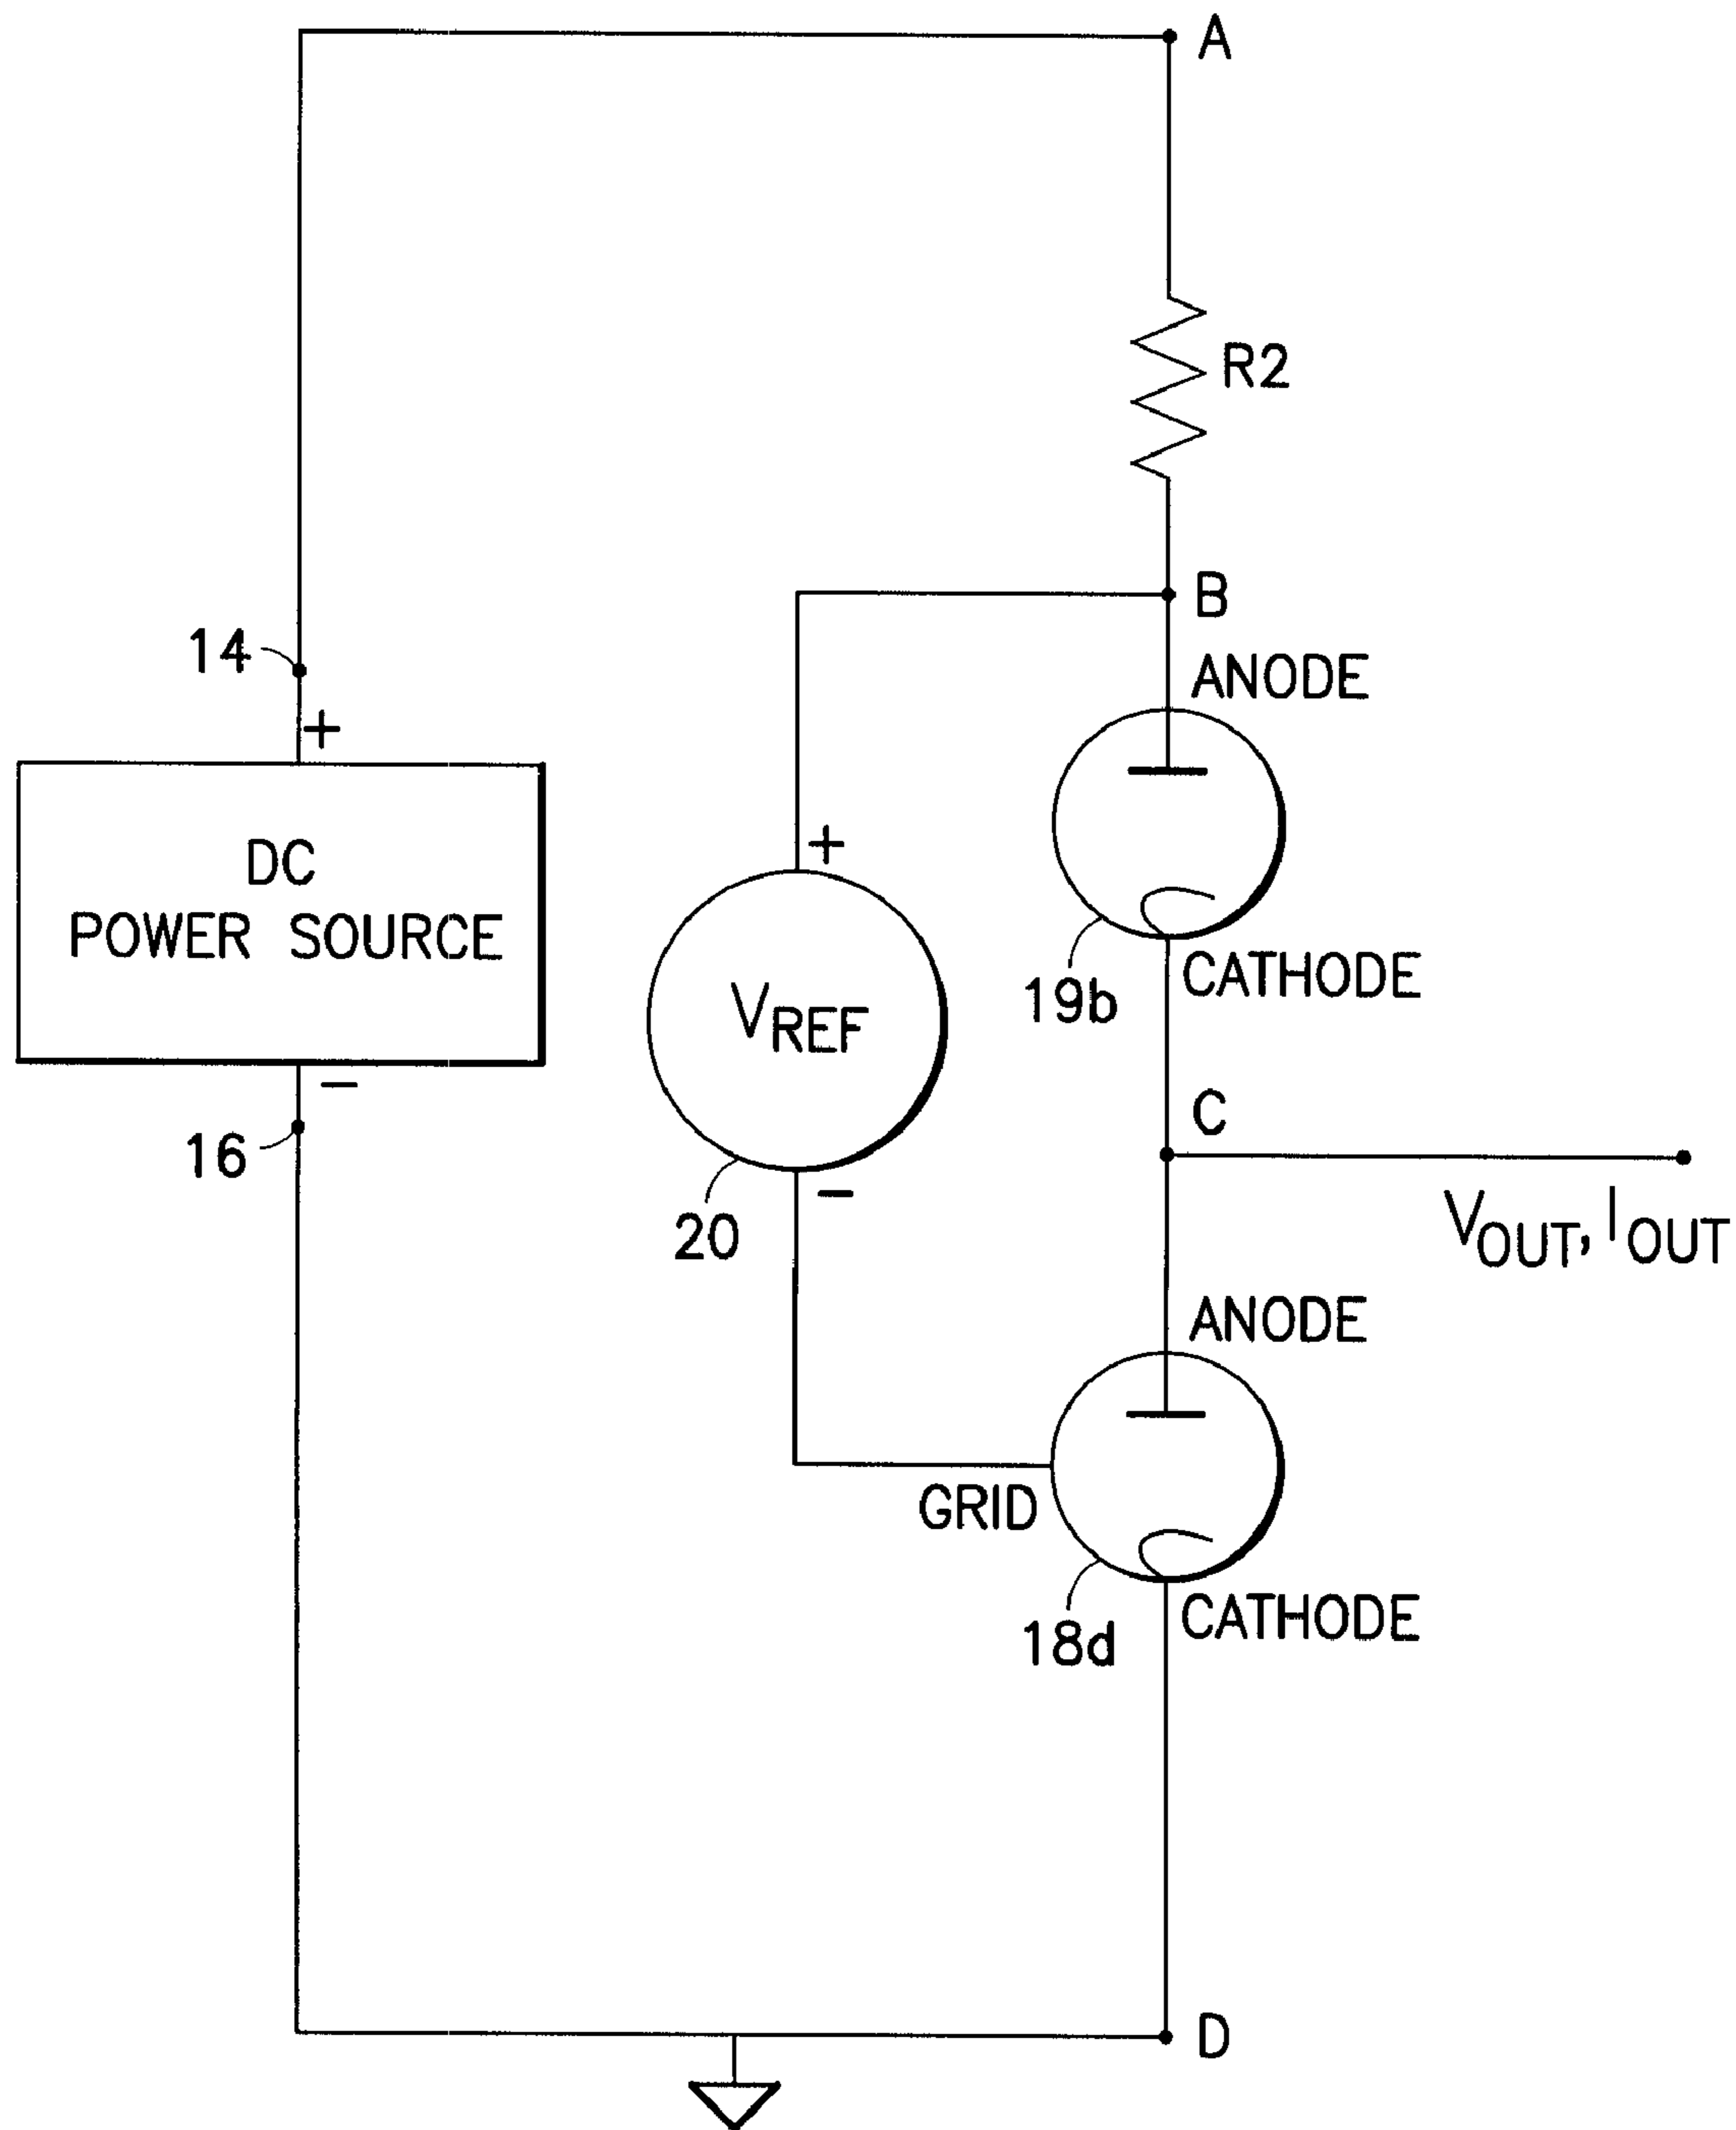 A
R2
B
14
ANODE
+
+
DC
POWER SOURCE
CATHODE
19b
VREF
−
C
16
−
20
VOUT, IOUT
ANODE
GRID
CATHODE
18d
D